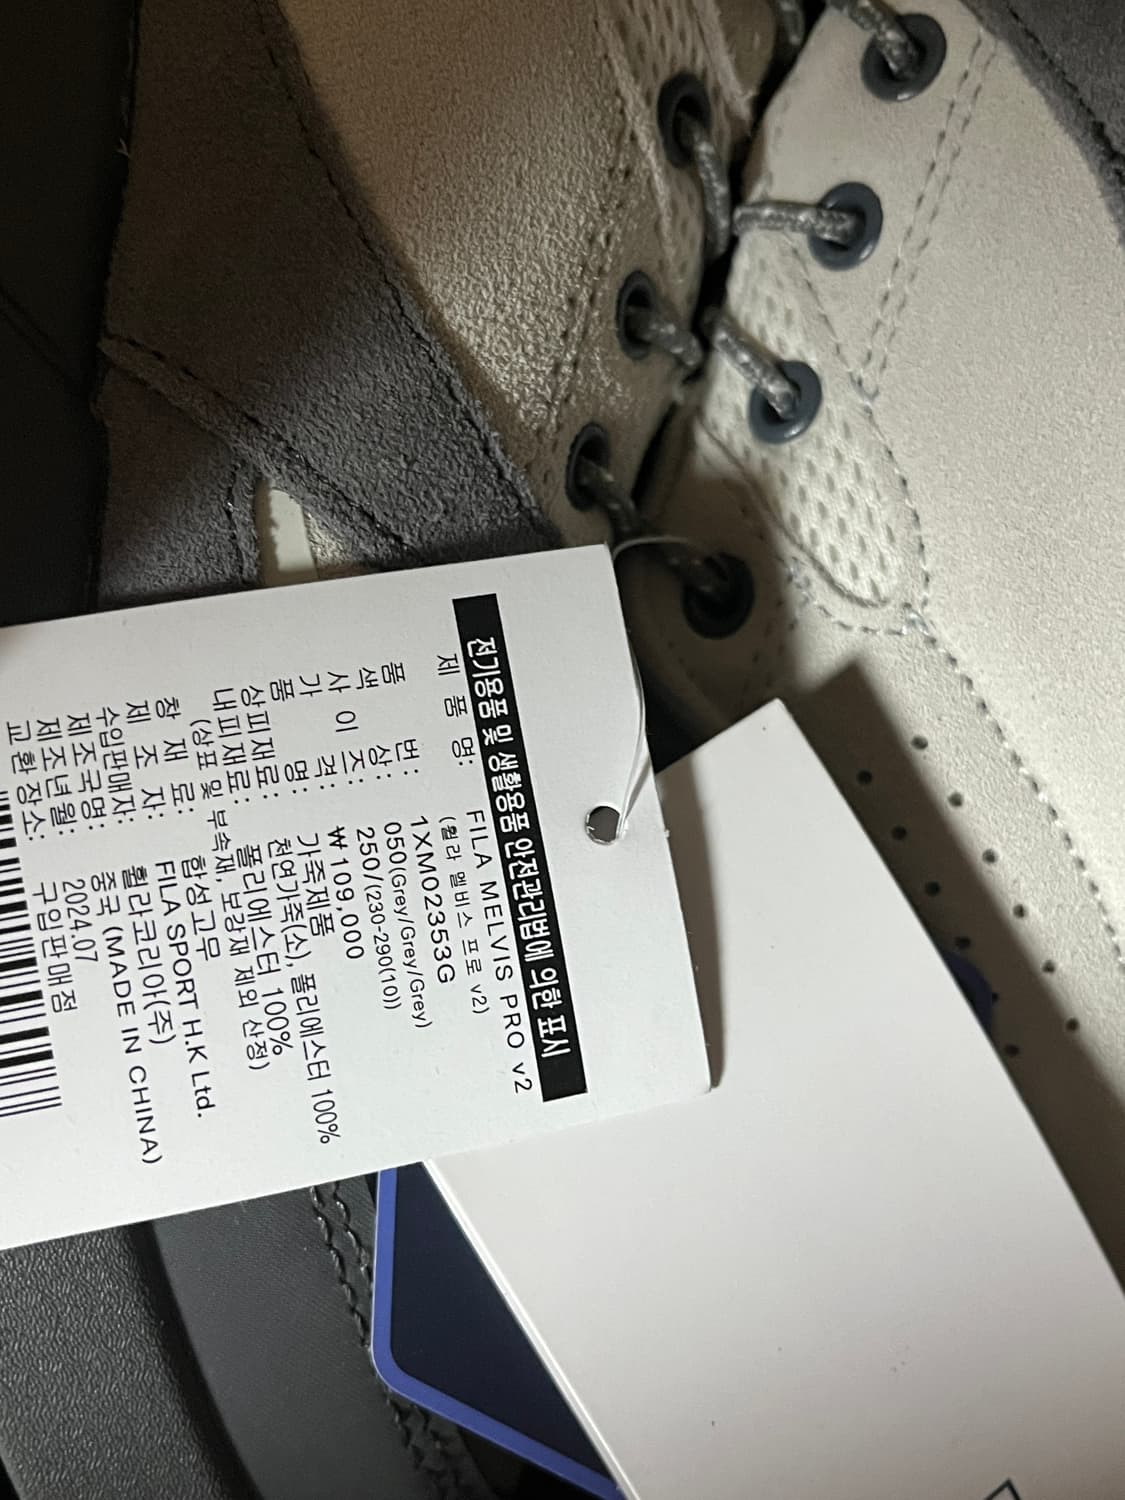 전기용품 및 생활용품 안전관리법에 의한 표시
제 품 명: FILA MELVIS PRO v2
(휠라 멜비스 프로 v2)
품 번: 1XM02353G
색 상: 050(Grey/Grey/Grey)
사 이 즈: 250/(230-290(10))
가 격: ₩109,000
품 명: 가죽제품
상피재료: 천연가죽(소), 폴리에스터 100%
내피재료: 폴리에스터 100%
(상표 및 부속재, 보강재 제외 산정)
창 재 료: 합성고무
제 조 자: FILA SPORT H.K Ltd.
수입판매자: 휠라코리아(주)
제조국명: 중국 (MADE IN CHINA)
제조년월: 2024.07
교환장소: 구입판매점